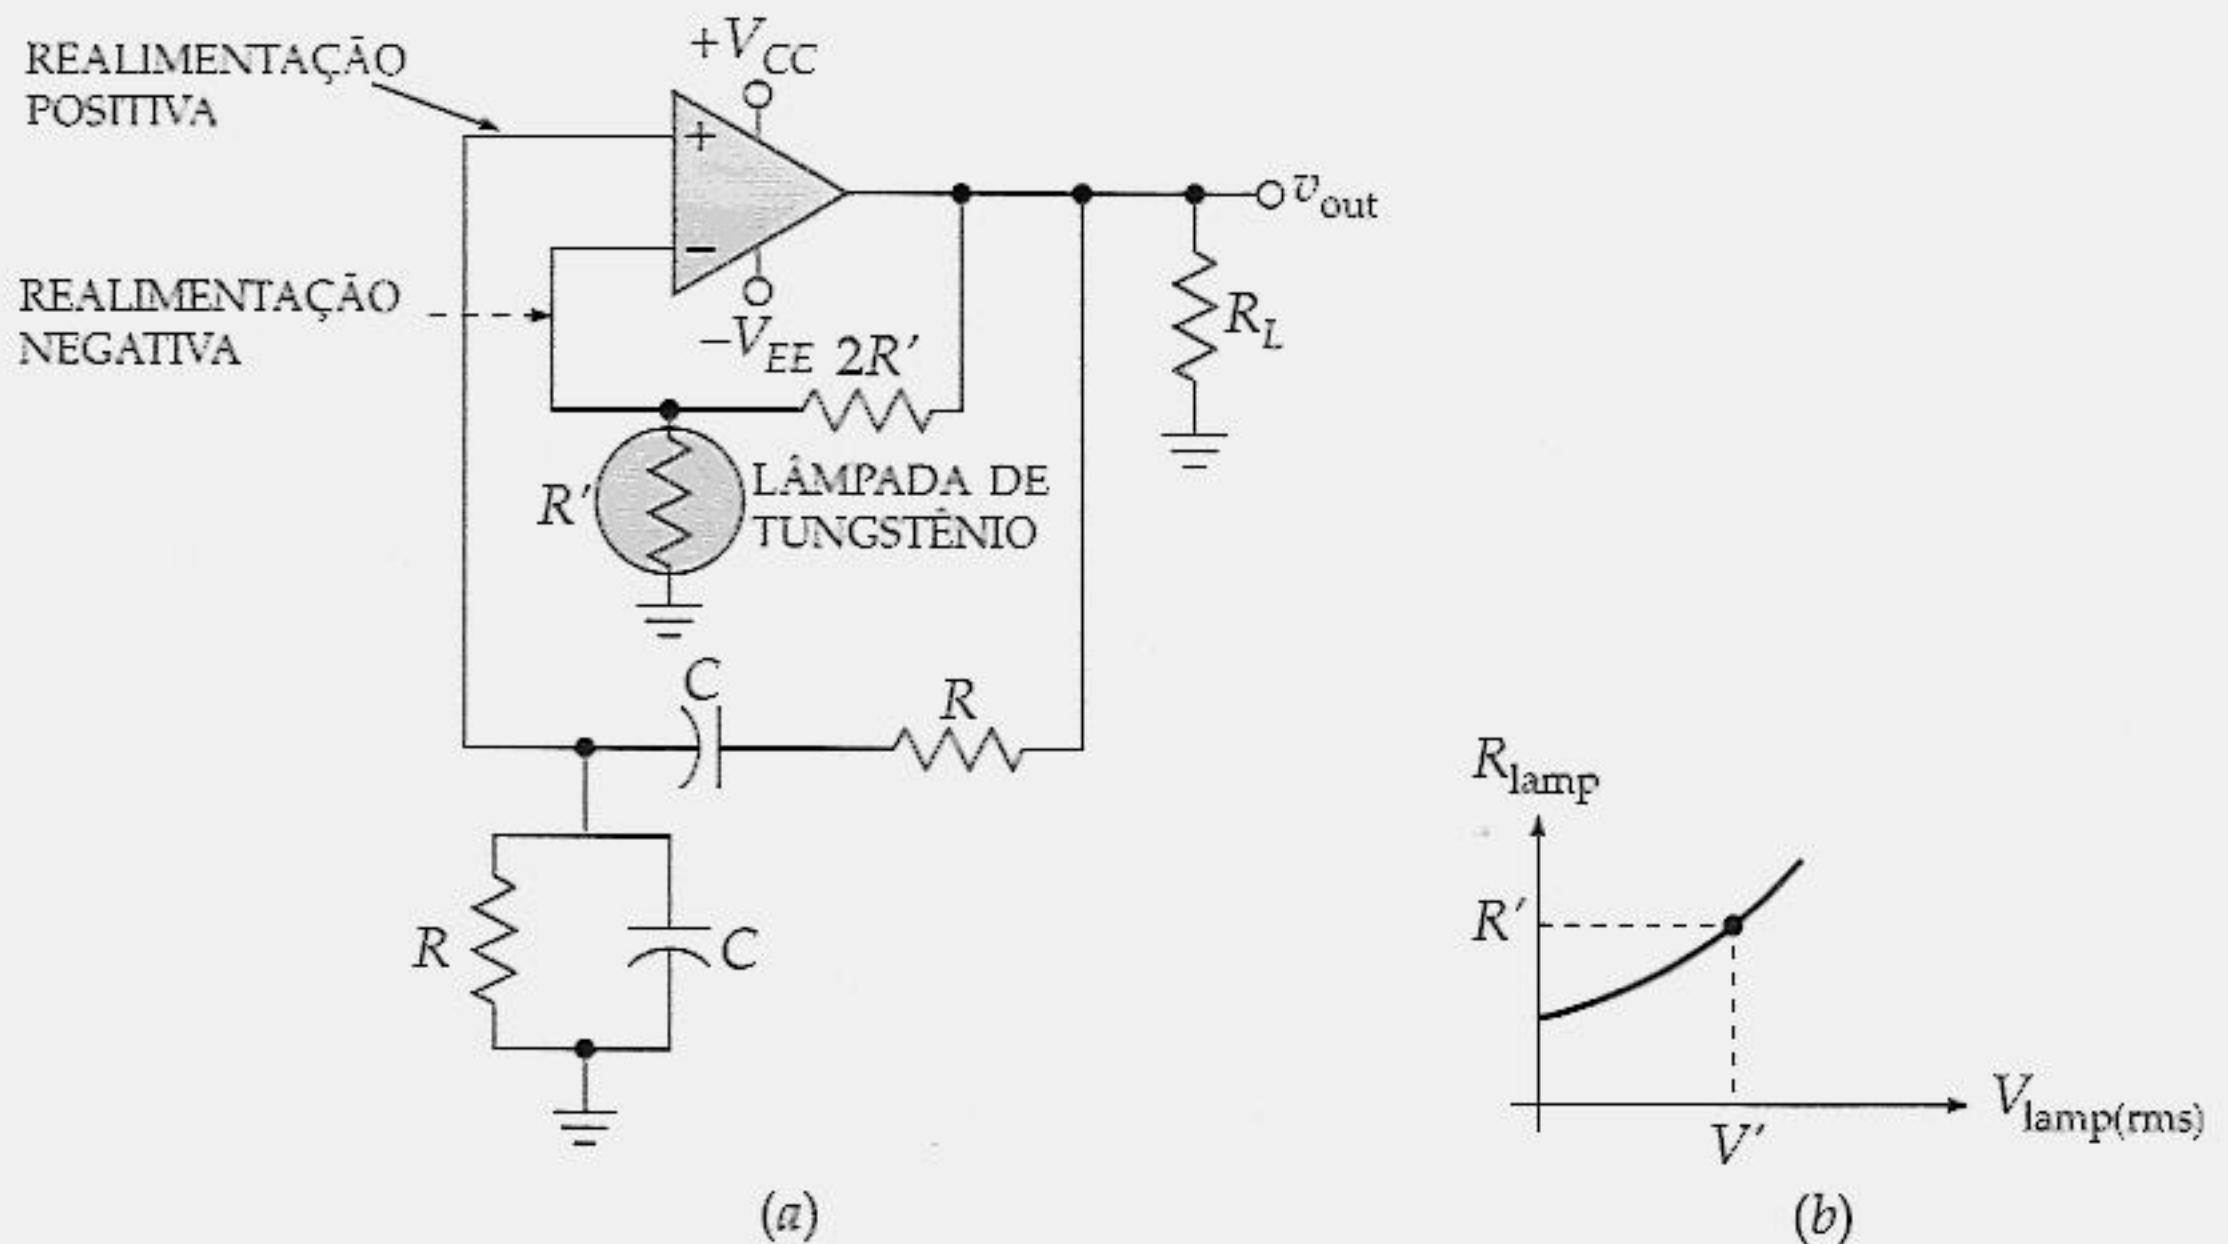 REALIMENTAÇÃO
POSITIVA
+V_CC
+
−
v_out
REALIMENTAÇÃO
NEGATIVA
−V_EE
2R′
R_L
R′
LÂMPADA DE
TUNGSTÊNIO
C
R
R
C
(a)
R_lamp
R′
V′
V_lamp(rms)
(b)